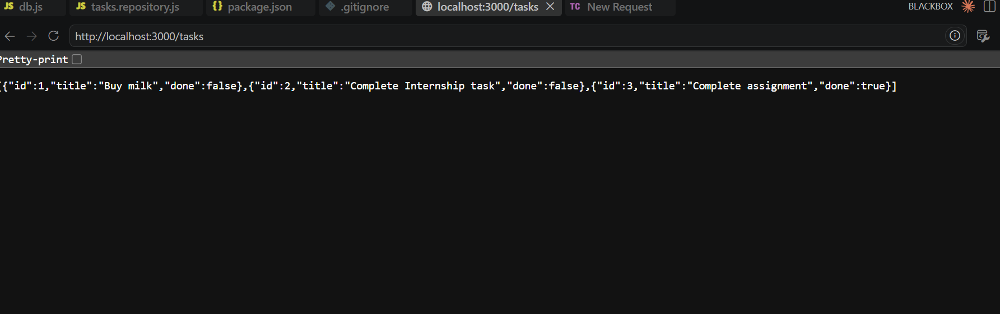 JS db.js JS tasks.repository.js {} package.json .gitignore localhost:3000/tasks TC New Request BLACKBOX
http://localhost:3000/tasks
Pretty-print
[{"id":1,"title":"Buy milk","done":false},{"id":2,"title":"Complete Internship task","done":false},{"id":3,"title":"Complete assignment","done":true}]